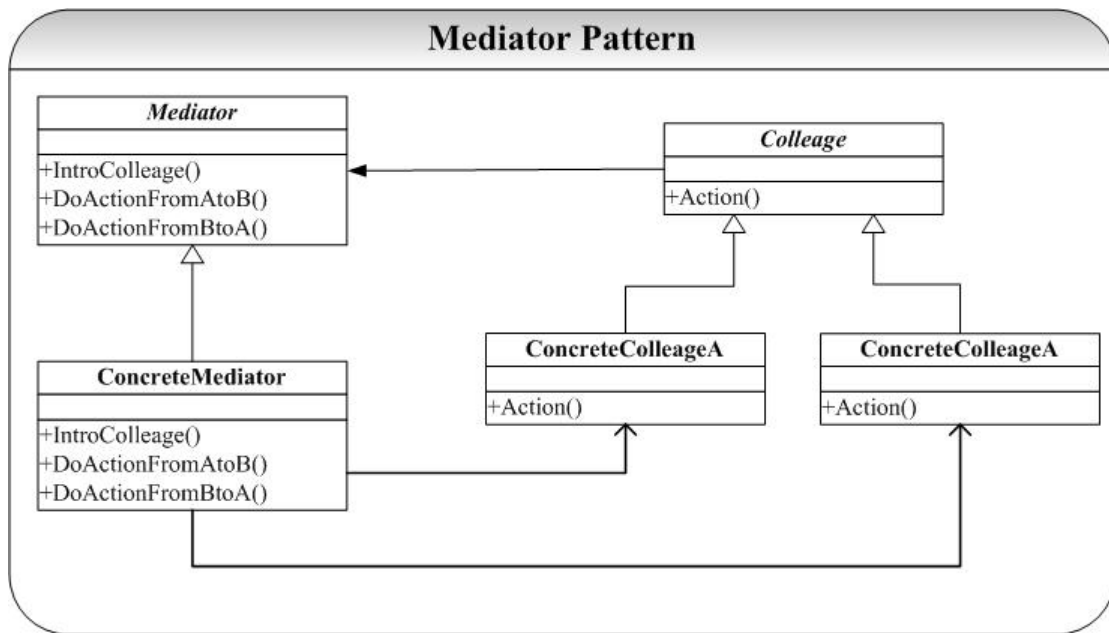 Mediator Pattern
Mediator
+IntroColleage()
+DoActionFromAtoB()
+DoActionFromBtoA()
Colleage
+Action()
ConcreteMediator
+IntroColleage()
+DoActionFromAtoB()
+DoActionFromBtoA()
ConcreteColleageA
+Action()
ConcreteColleageA
+Action()